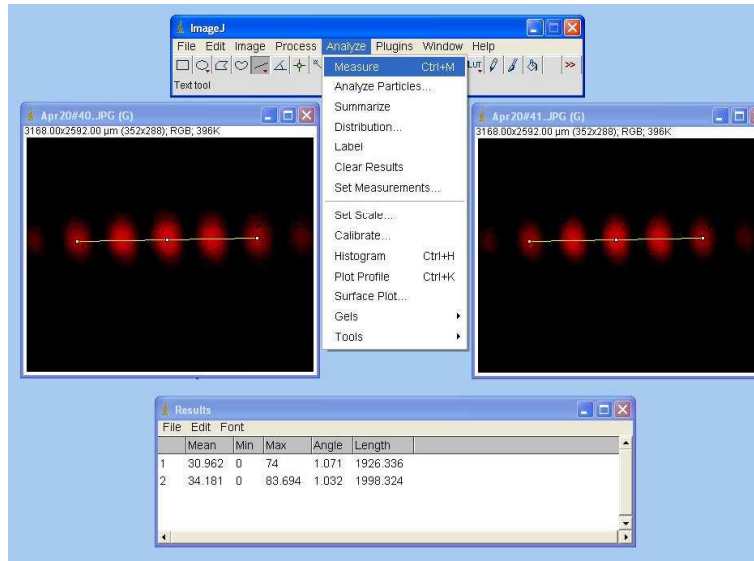 ImageJ
File Edit Image Process Analyze Plugins Window Help
LUT >>
Text tool
Measure Ctrl+M
Analyze Particles...
Summarize
Distribution...
Label
Clear Results
Set Measurements...
Set Scale...
Calibrate...
Histogram Ctrl+H
Plot Profile Ctrl+K
Surface Plot...
Gels
Tools
Apr20#40.JPG (G)
3168.00x2592.00 µm (352x288); RGB; 396K
Apr20#41.JPG (G)
3168.00x2592.00 µm (352x288); RGB; 396K
Results
File Edit Font
Mean Min Max Angle Length
1 30.962 0 74 1.071 1926.336
2 34.181 0 83.694 1.032 1998.324